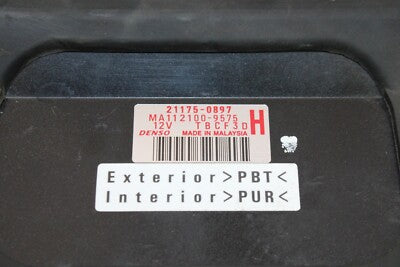 21175-0897
MA112100-9575
12V TBCF3D H
DENSO MADE IN MALAYSIA
Exterior>PBT<
Interior>PUR<